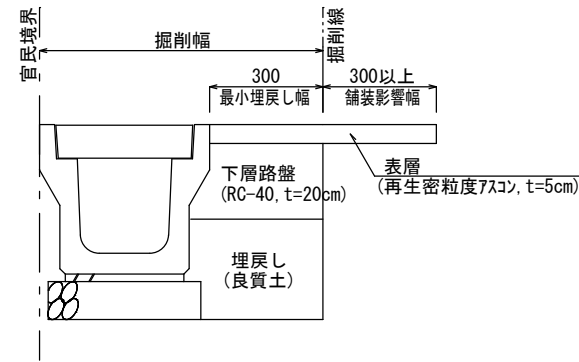 官民境界
掘削幅
掘削線
300
最小埋戻し幅
300以上
舗装影響幅
下層路盤
(RC-40, t=20cm)
表層
(再生密粒度アスコン, t=5cm)
埋戻し
(良質土)